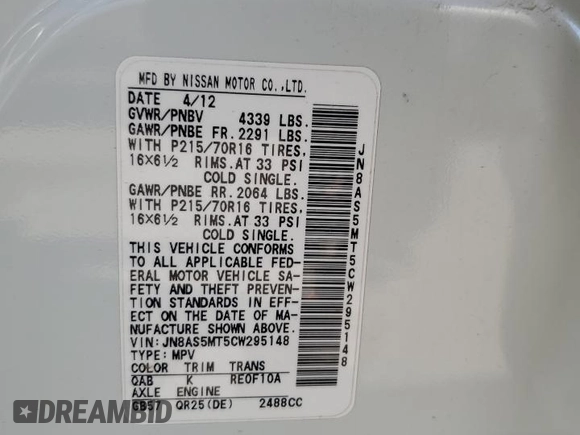 MFD BY NISSAN MOTOR CO.,LTD.
DATE 4/12
GVWR/PNBV 4339 LBS.
GAWR/PNBE FR.2291 LBS.
WITH P215/70R16 TIRES,
16X6½ RIMS.AT 33 PSI
COLD SINGLE.
GAWR/PNBE RR.2064 LBS.
WITH P215/70R16 TIRES,
16X6½ RIMS.AT 33 PSI
COLD SINGLE.
THIS VEHICLE CONFORMS
TO ALL APPLICABLE FED-
ERAL MOTOR VEHICLE SA-
FETY AND THEFT PREVEN-
TION STANDARDS IN EFF-
ECT ON THE DATE OF MA-
NUFACTURE SHOWN ABOVE.
VIN:JN8AS5MT5CW295148
TYPE:MPV
COLOR TRIM TRANS
QAB K RE0F10A
AXLE ENGINE
GB57 QR25(DE) 2488CC
JN8AS5MT5CW295148
DREAMBID